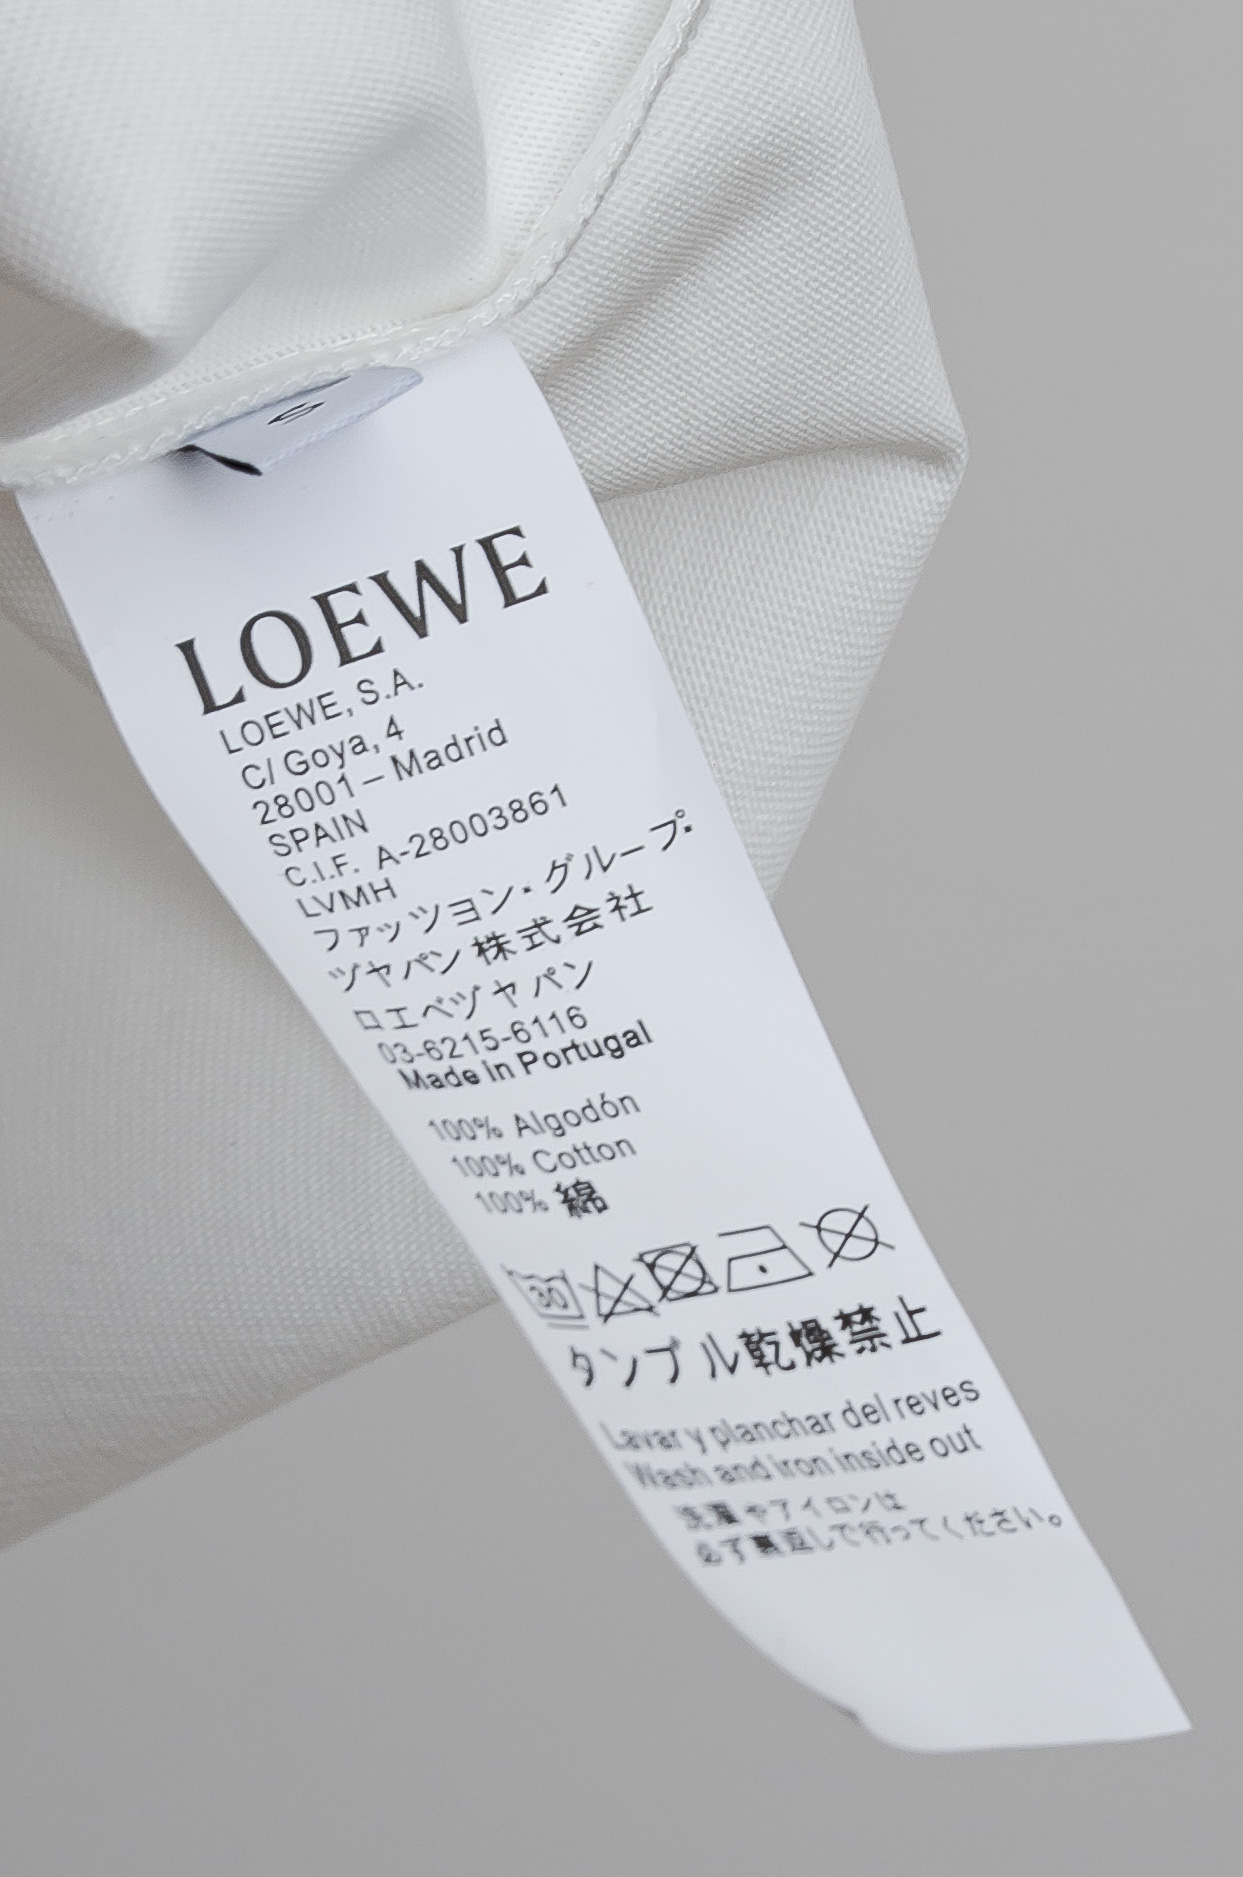 S
LOEWE
LOEWE, S.A.
C/ Goya, 4
28001 – Madrid
SPAIN
C.I.F. A-28003861
LVMH
ファッツョン・グループ・
ヅャパン 株式会社
ロエベヅャパン
03-6215-6116
Made in Portugal
100% Algodón
100% Cotton
100% 綿
30
タンブル乾燥禁止
Lavar y planchar del reves
Wash and iron inside out
洗濯やアイロンは
必ず裏返しで行ってください。